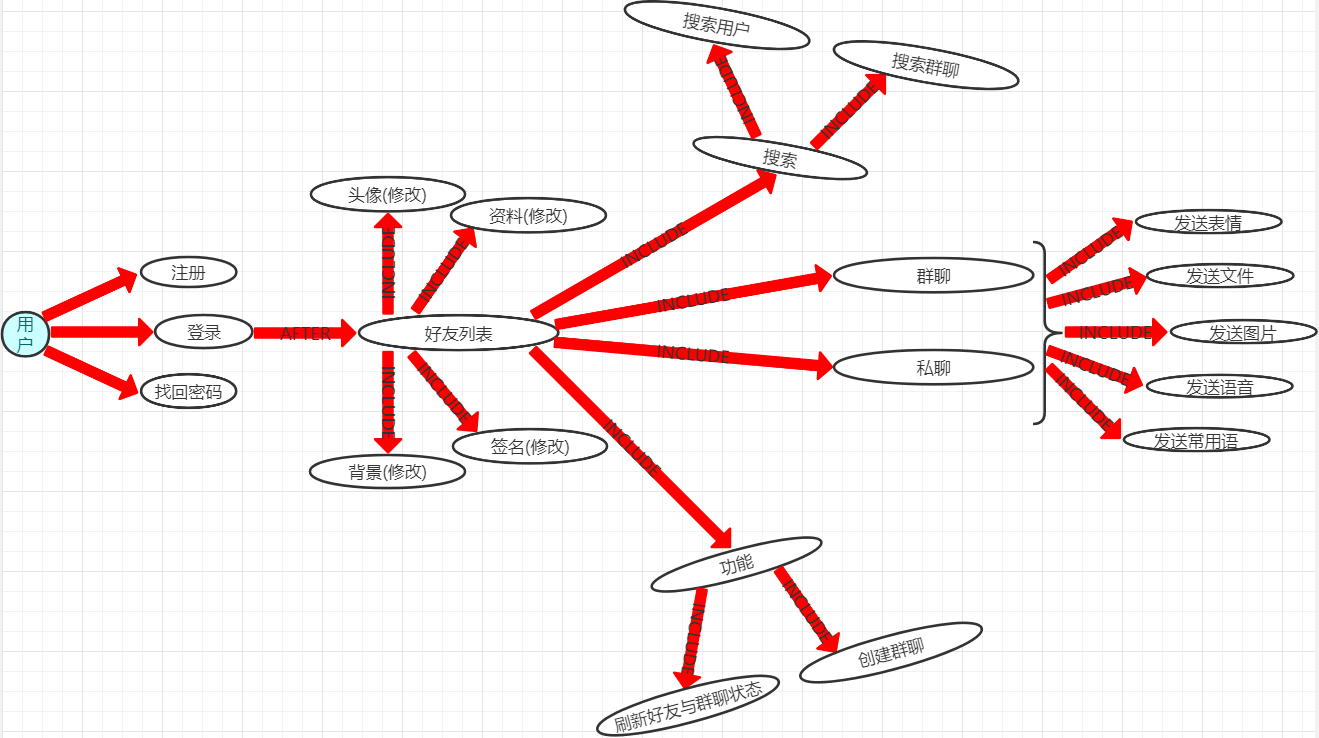 搜索用户
搜索群聊
INCLUDE
INCLUDE
搜索
头像(修改)
资料(修改)
INCLUDE
INCLUDE
INCLUDE
发送表情
INCLUDE
注册
群聊
发送文件
INCLUDE
INCLUDE
用
户
登录
AFTER
好友列表
INCLUDE
发送图片
INCLUDE
私聊
INCLUDE
发送语音
找回密码
INCLUDE
INCLUDE
INCLUDE
发送常用语
INCLUDE
签名(修改)
背景(修改)
功能
INCLUDE
INCLUDE
创建群聊
刷新好友与群聊状态